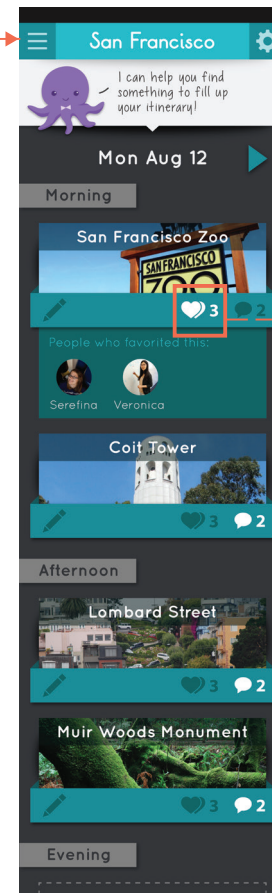 San Francisco
I can help you find
something to fill up
your itinerary!
Mon Aug 12
Morning
San Francisco Zoo
SAN FRANCISCO
ZOO
3 2
People who favorited this:
Serefina Veronica
Coit Tower
3 2
Afternoon
Lombard Street
3 2
Muir Woods Monument
3 2
Evening